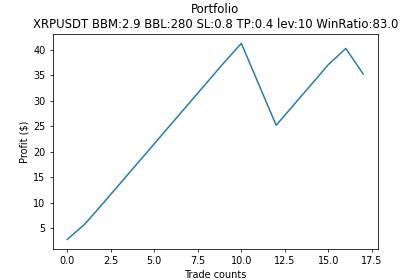 Portfolio
XRPUSDT BBM:2.9 BBL:280 SL:0.8 TP:0.4 lev:10 WinRatio:83.0
40
35
30
25
20
15
10
5
Profit ($)
0.0 2.5 5.0 7.5 10.0 12.5 15.0 17.5
Trade counts